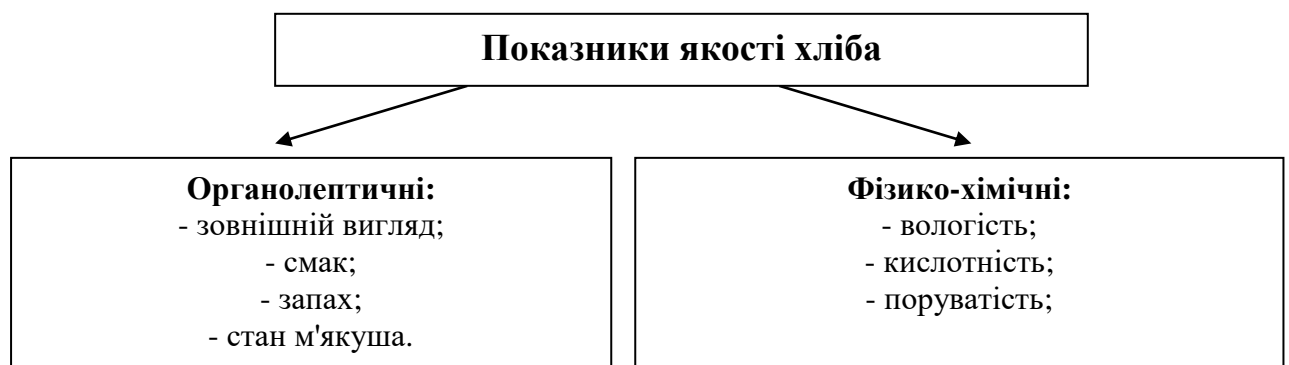 Показники якості хліба
Органолептичні:
- зовнішній вигляд;
- смак;
- запах;
- стан м'якуша.
Фізико-хімічні:
- вологість;
- кислотність;
- поруватість;